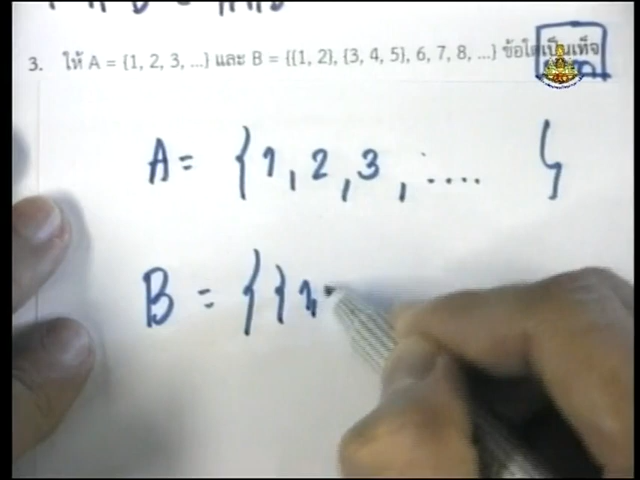 3. ให้ A = {1, 2, 3, ...} และ B = {{1, 2}, {3, 4, 5}, 6, 7, 8, ...} ข้อใดเป็นเท็จ
A = { 1, 2, 3, .... }
B = { { 1,